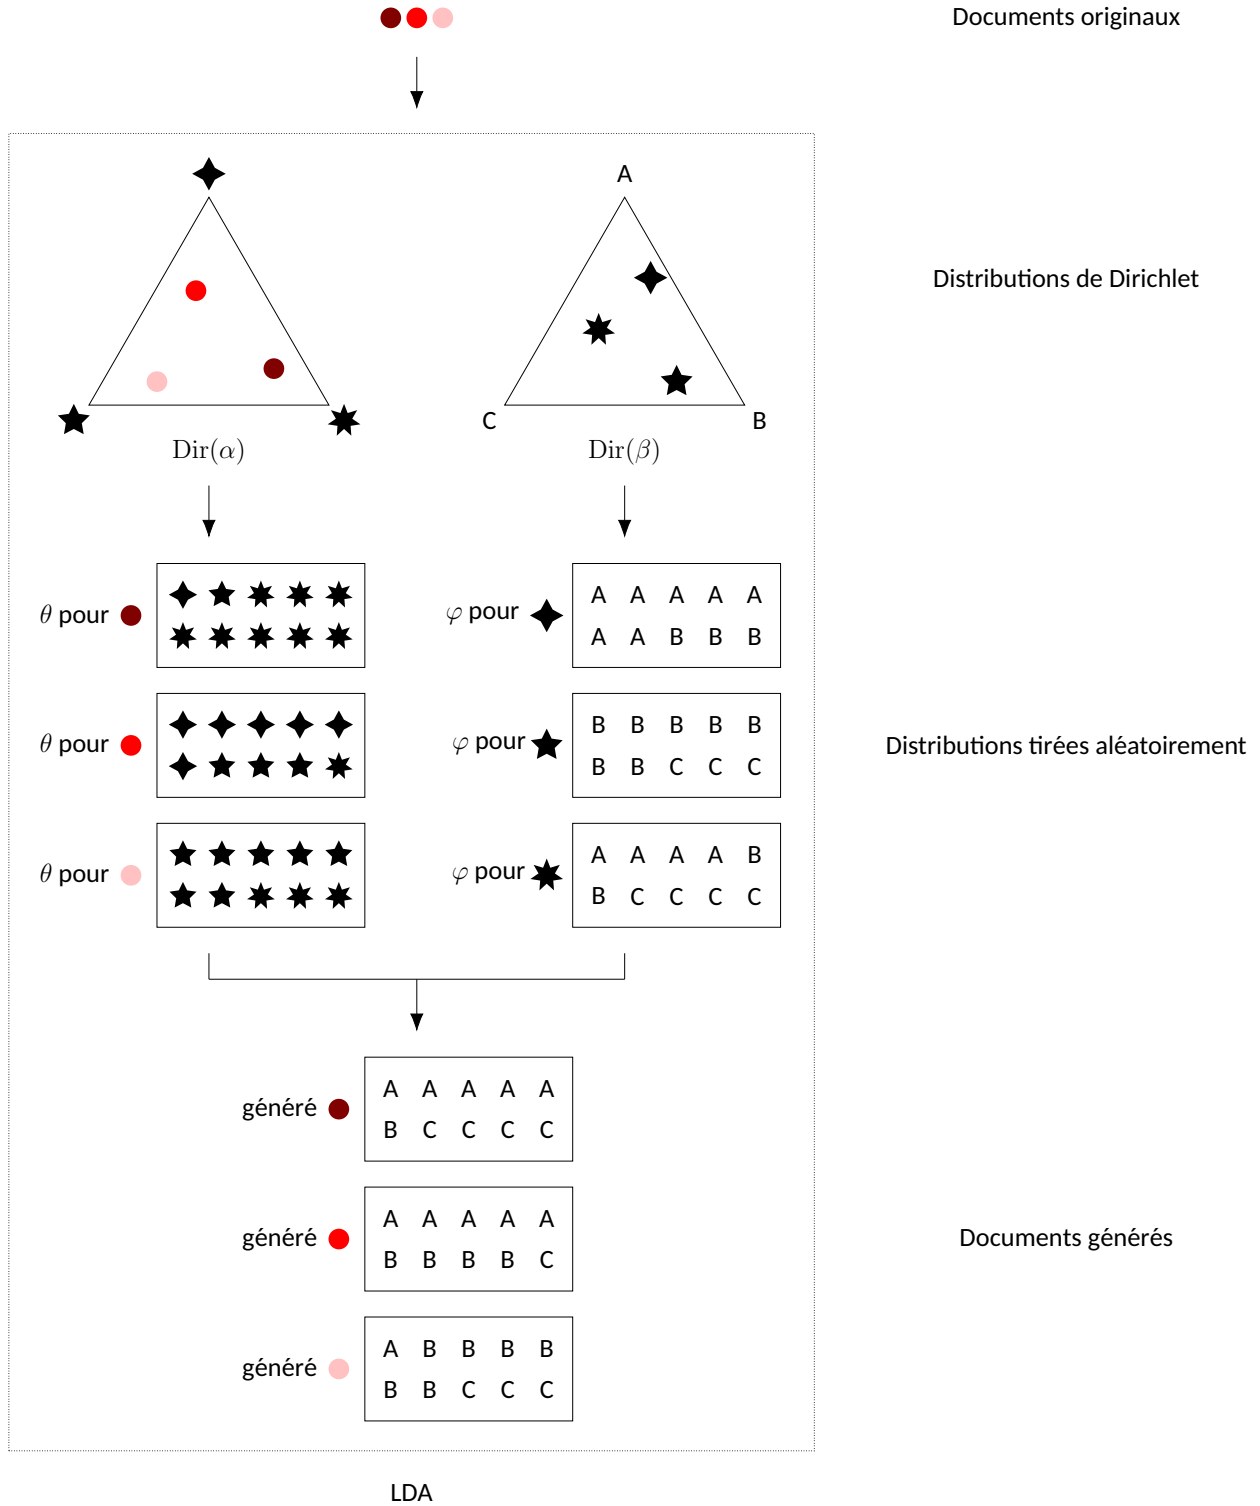 Documents originaux
A
Distributions de Dirichlet
C B
Dir(α) Dir(β)
θ pour
φ pour
A A A A A
A A B B B
θ pour
φ pour
B B B B B
B B C C C
Distributions tirées aléatoirement
θ pour
φ pour
A A A A B
B C C C C
généré
A A A A A
B C C C C
généré
A A A A A
B B B B C
Documents générés
généré
A B B B B
B B C C C
LDA